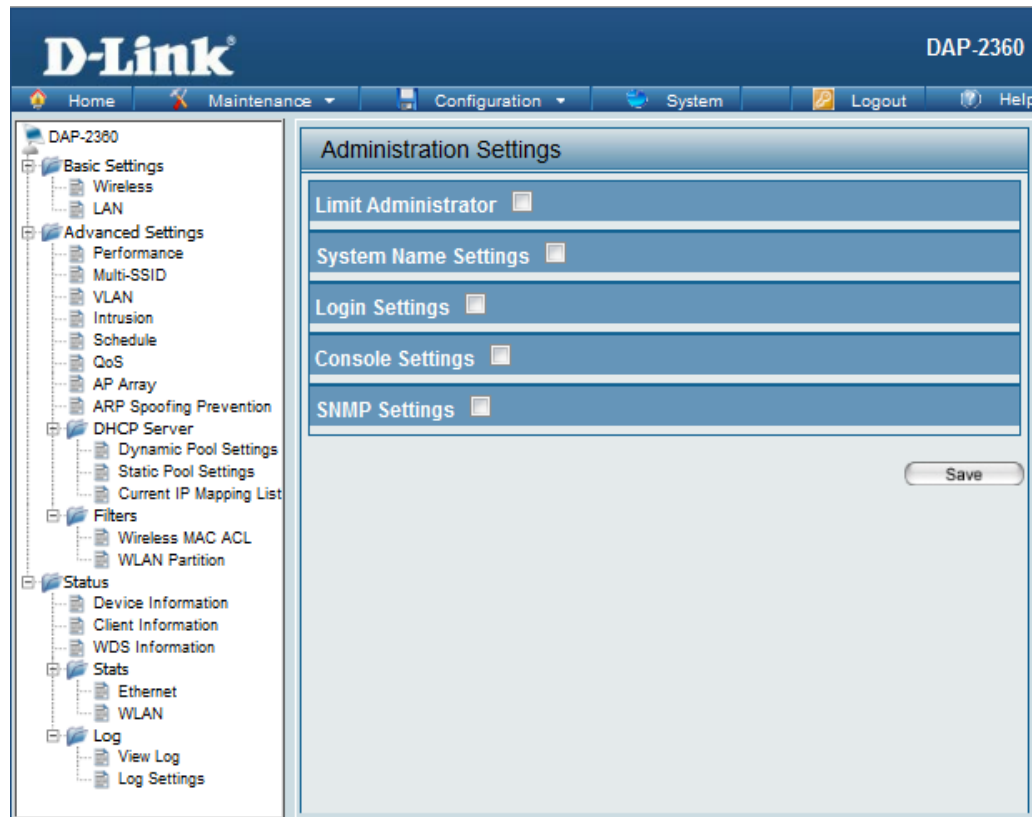 D-Link
DAP-2360
Home
Maintenance
Configuration
System
Logout
Help
DAP-2360
Basic Settings
Wireless
LAN
Advanced Settings
Performance
Multi-SSID
VLAN
Intrusion
Schedule
QoS
AP Array
ARP Spoofing Prevention
DHCP Server
Dynamic Pool Settings
Static Pool Settings
Current IP Mapping List
Filters
Wireless MAC ACL
WLAN Partition
Status
Device Information
Client Information
WDS Information
Stats
Ethernet
WLAN
Log
View Log
Log Settings
Administration Settings
Limit Administrator
System Name Settings
Login Settings
Console Settings
SNMP Settings
Save